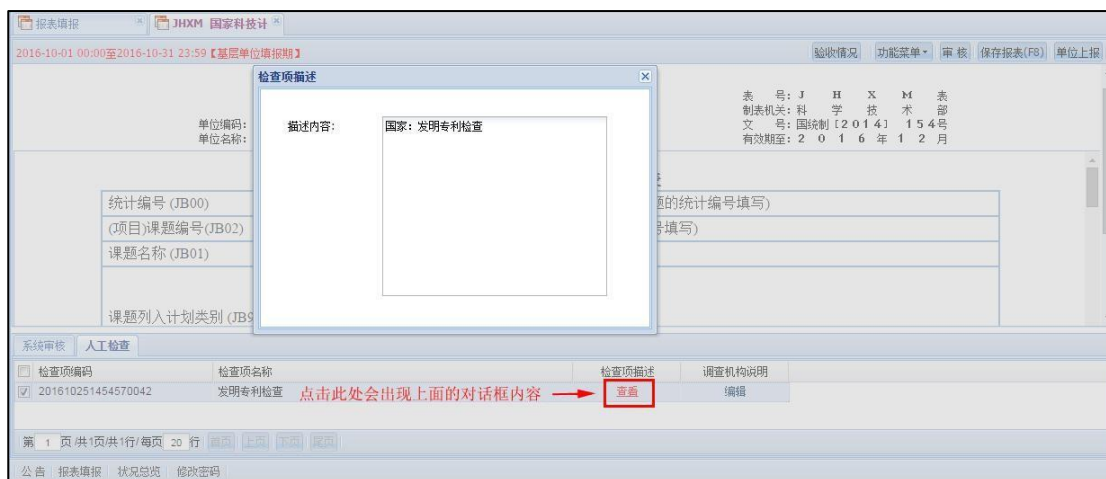 报表填报 JHXM 国家科技计
2016-10-01 00:00至2016-10-31 23:59【基层单位填报期】 验收情况 功能菜单 审 核 保存报表(F8) 单位上报
检查项描述
表 号: J H X M 表
制表机关: 科 学 技 术 部
单位编码: 描述内容: 国家: 发明专利检查 文 号: 国统制 [2014] 154号
单位名称: 有效期至: 2 0 1 6 年 1 2 月
统计编号 (JB00) 题的统计编号填写)
(项目)课题编号(JB02) 号填写)
课题名称 (JB01)
课题列入计划类别 (JB9
系统审核 人工检查
检查项编码 检查项名称 检查项描述 调查机构说明
201610251454570042 发明专利检查 点击此处会出现上面的对话框内容 查看 编辑
第 1 页/共1页/共1行/每页 20 行 首页 上页 下页 尾页
公 告 报表填报 状况总览 修改密码